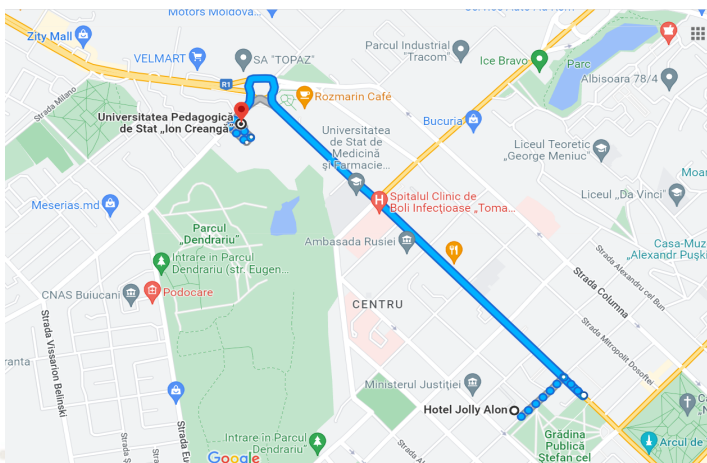 Motors Moldova...
Zity Mall
VELMART
SA "TOPAZ"
Parcul Industrial
"Tracom"
Ice Bravo
Parc
Albisoara 78/4
R1
Strada Milano
Rozmarin Café
Universitatea Pedagogică
de Stat „Ion Creangă
Bucuria
Universitatea
de Stat de
Medicină
și Farmacie...
Liceul Teoretic
„George Meniuc"
Liceul „Da Vinci"
Meserias.md
Spitalul Clinic de
Boli Infecțioase „Toma...
Parcul
„Dendrariu"
Ambasada Rusiei
Casa-Muz
„Alexandr Pușki
Strada Alexandru cel Bun
Intrare in Parcul
Dendrariu (str. Eugen...
Strada Columna
CNAS Buiucani
Podocare
CENTRU
Strada Vissarion Belinski
Strada Mitropolit Dosoftei
Ministerul Justiției
Hotel Jolly Alon
Grădina
Publică
Ștefan cel
Arcul de
Intrare in Parcul
Dendrariu"
Strada Eu
Google